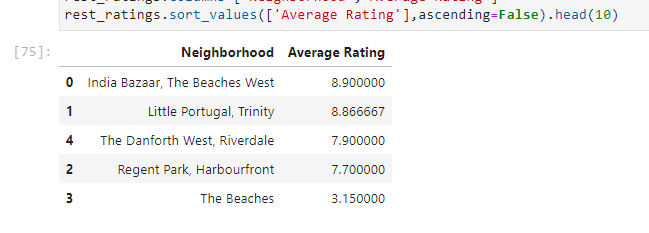 rest_ratings.sort_values(['Average Rating'],ascending=False).head(10)
[75]:
Neighborhood Average Rating
0 India Bazaar, The Beaches West 8.900000
1 Little Portugal, Trinity 8.866667
4 The Danforth West, Riverdale 7.900000
2 Regent Park, Harbourfront 7.700000
3 The Beaches 3.150000